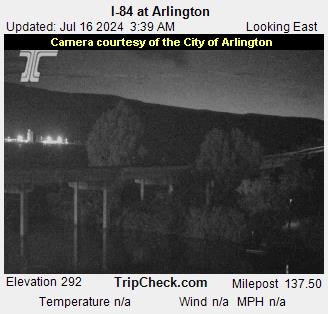 I-84 at Arlington
Updated: Jul 16 2024 3:39 AM Looking East
Camera courtesy of the City of Arlington
Elevation 292 TripCheck.com Milepost 137.50
Temperature n/a Wind n/a MPH n/a